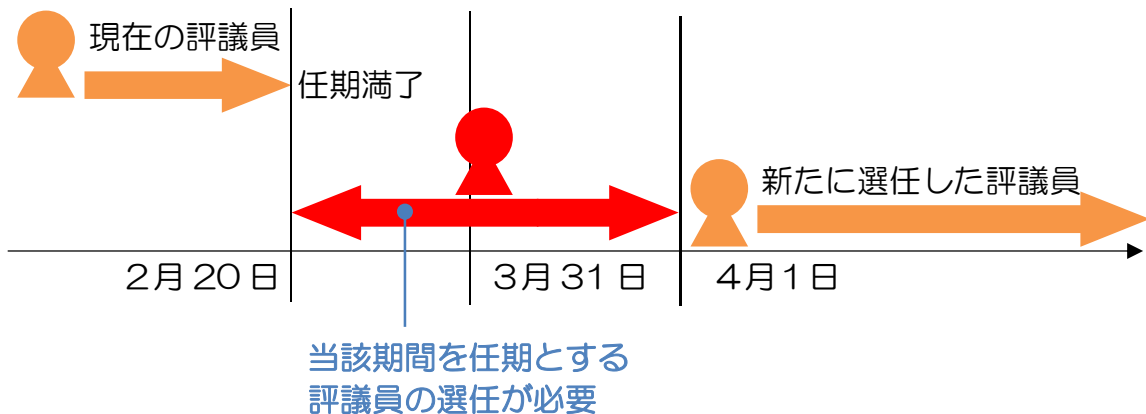 現在の評議員
任期満了
新たに選任した評議員
2月20日
3月31日
4月1日
当該期間を任期とする
評議員の選任が必要